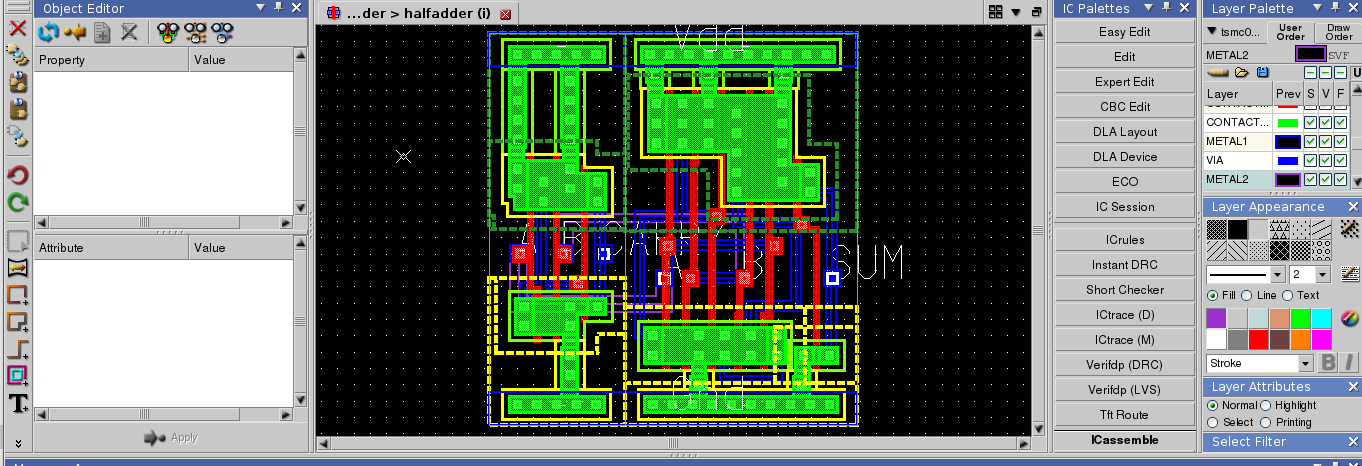 Object Editor
Property
Value
Attribute
Value
Apply
...der > halfadder (i)
VDD
SUM
B
IC Palettes
Easy Edit
Edit
Expert Edit
CBC Edit
DLA Layout
DLA Device
ECO
IC Session
ICrules
Instant DRC
Short Checker
ICtrace (D)
ICtrace (M)
Verifdp (DRC)
Verifdp (LVS)
Tft Route
ICassemble
Layer Palette
tsmc0...
User Order
Draw Order
METAL2
SVF
U
Layer
Prev
S
V
F
CONTACT...
METAL1
VIA
METAL2
Layer Appearance
2
Fill
Line
Text
Stroke
B
I
Layer Attributes
Normal
Highlight
Select
Printing
Select Filter